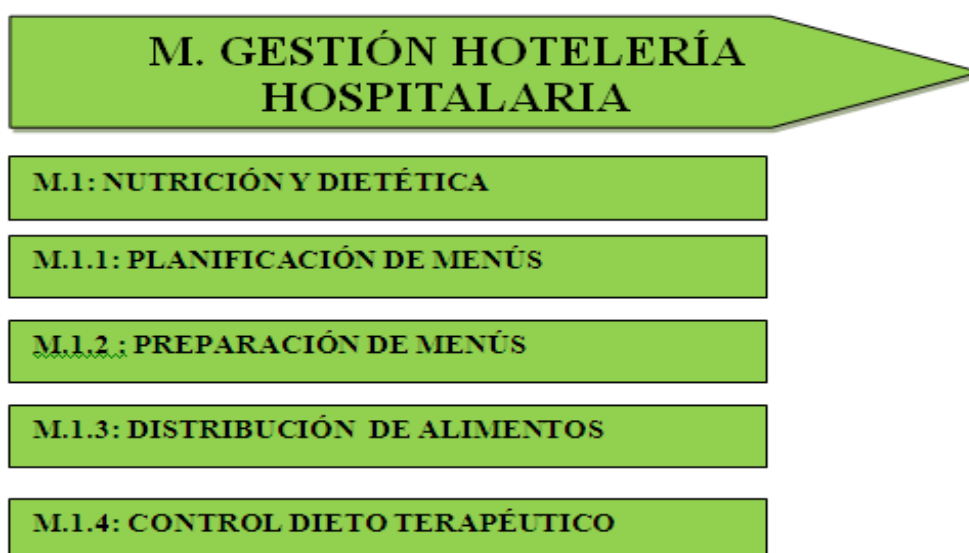 M. GESTIÓN HOTELERÍA
HOSPITALARIA
M.1: NUTRICIÓN Y DIETÉTICA
M.1.1: PLANIFICACIÓN DE MENÚS
M.1.2 : PREPARACIÓN DE MENÚS
M.1.3: DISTRIBUCIÓN DE ALIMENTOS
M.1.4: CONTROL DIETO TERAPÉUTICO